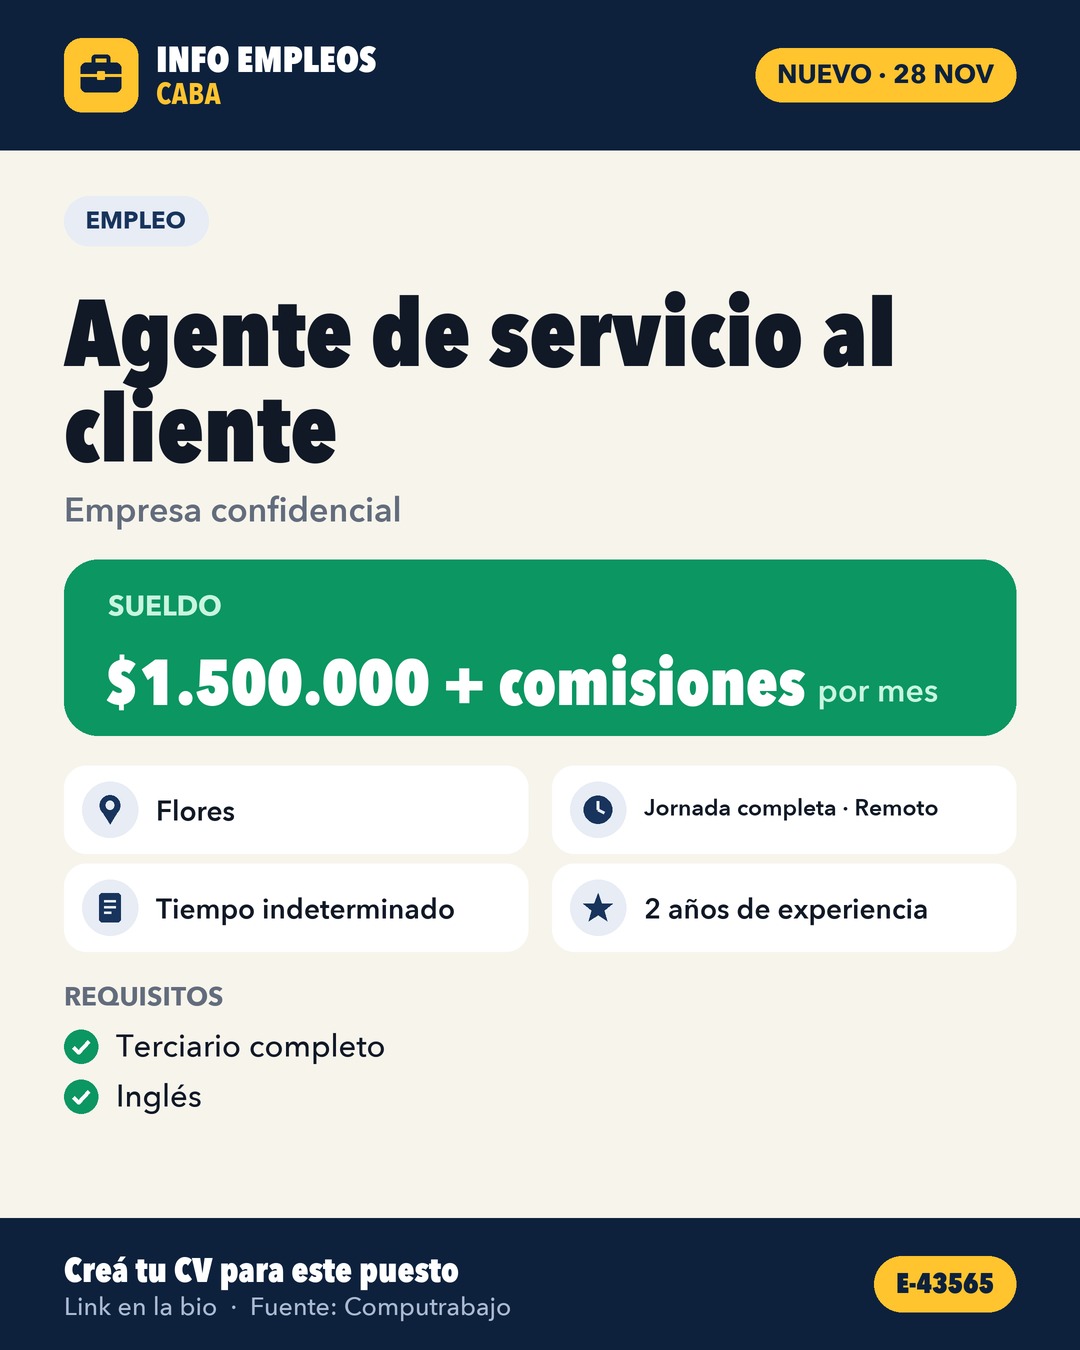 INFO EMPLEOS
CABA
NUEVO · 28 NOV
EMPLEO
Agente de servicio al
cliente
Empresa confidencial
SUELDO
$1.500.000 + comisiones por mes
Flores
Jornada completa · Remoto
Tiempo indeterminado
2 años de experiencia
REQUISITOS
Terciario completo
Inglés
Creá tu CV para este puesto
Link en la bio · Fuente: Computrabajo
E-43565